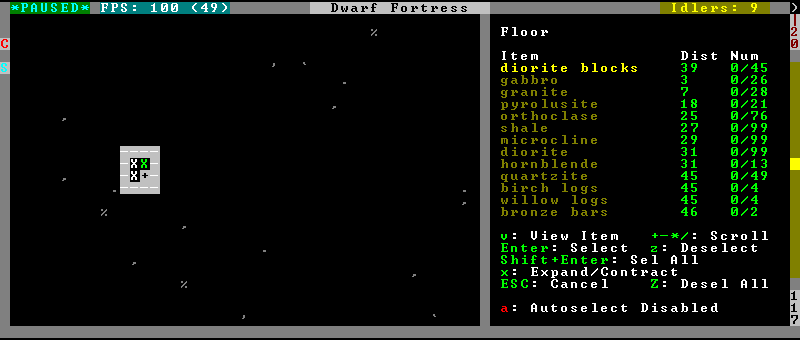 *PAUSED* FPS: 100 (49) Dwarf Fortress Idlers: 9
Floor
Item Dist Num
diorite blocks 39 0/45
gabbro 3 0/26
granite 7 0/28
pyrolusite 18 0/21
orthoclase 25 0/76
shale 27 0/99
microcline 29 0/99
diorite 31 0/99
hornblende 31 0/13
quartzite 45 0/49
birch logs 45 0/4
willow logs 45 0/4
bronze bars 46 0/2
v: View Item +-*/: Scroll
Enter: Select z: Deselect
Shift+Enter: Sel All
x: Expand/Contract
ESC: Cancel Z: Desel All
a: Autoselect Disabled
C
S
XX
X+
120
117